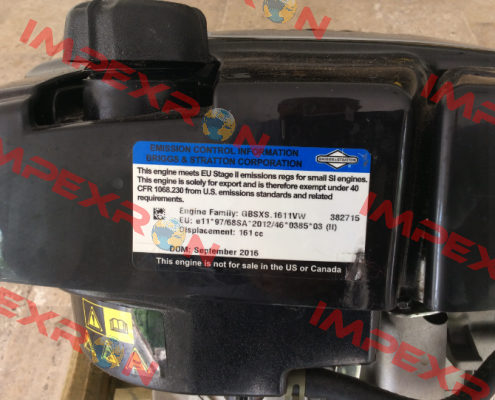 IMPEXRON
EMISSION CONTROL INFORMATION
BRIGGS & STRATTON CORPORATION
BRIGGS & STRATTON
This engine meets EU Stage II emissions regs for small SI engines.
This engine is solely for export and is therefore exempt under 40
CFR 1068.230 from U.S. emissions standards and related
requirements.
Engine Family: GBSXS.1611VW 382715
EU: e11*97/68SA*2012/46*0385*03 (II)
Displacement: 161 cc
DOM: September 2016
This engine is not for sale in the US or Canada
IMPEXRON